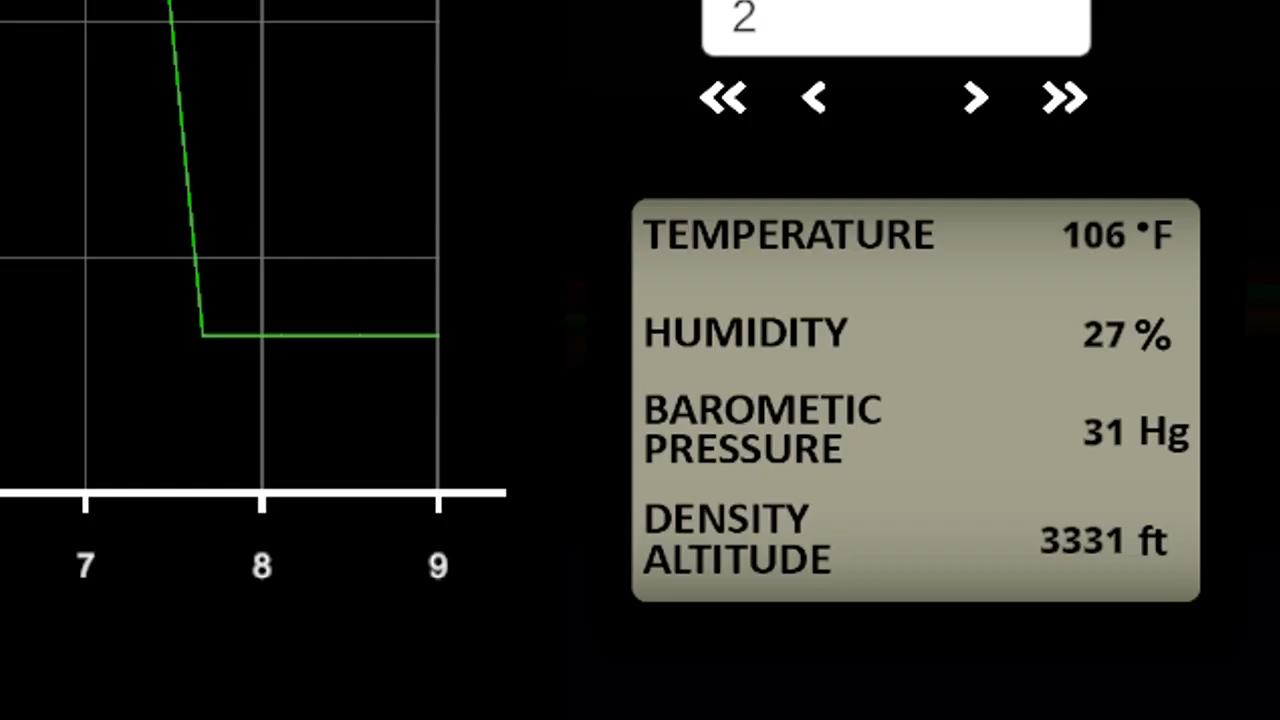 2
TEMPERATURE 106 °F
HUMIDITY 27 %
BAROMETIC
PRESSURE 31 Hg
DENSITY
ALTITUDE 3331 ft
7 8 9